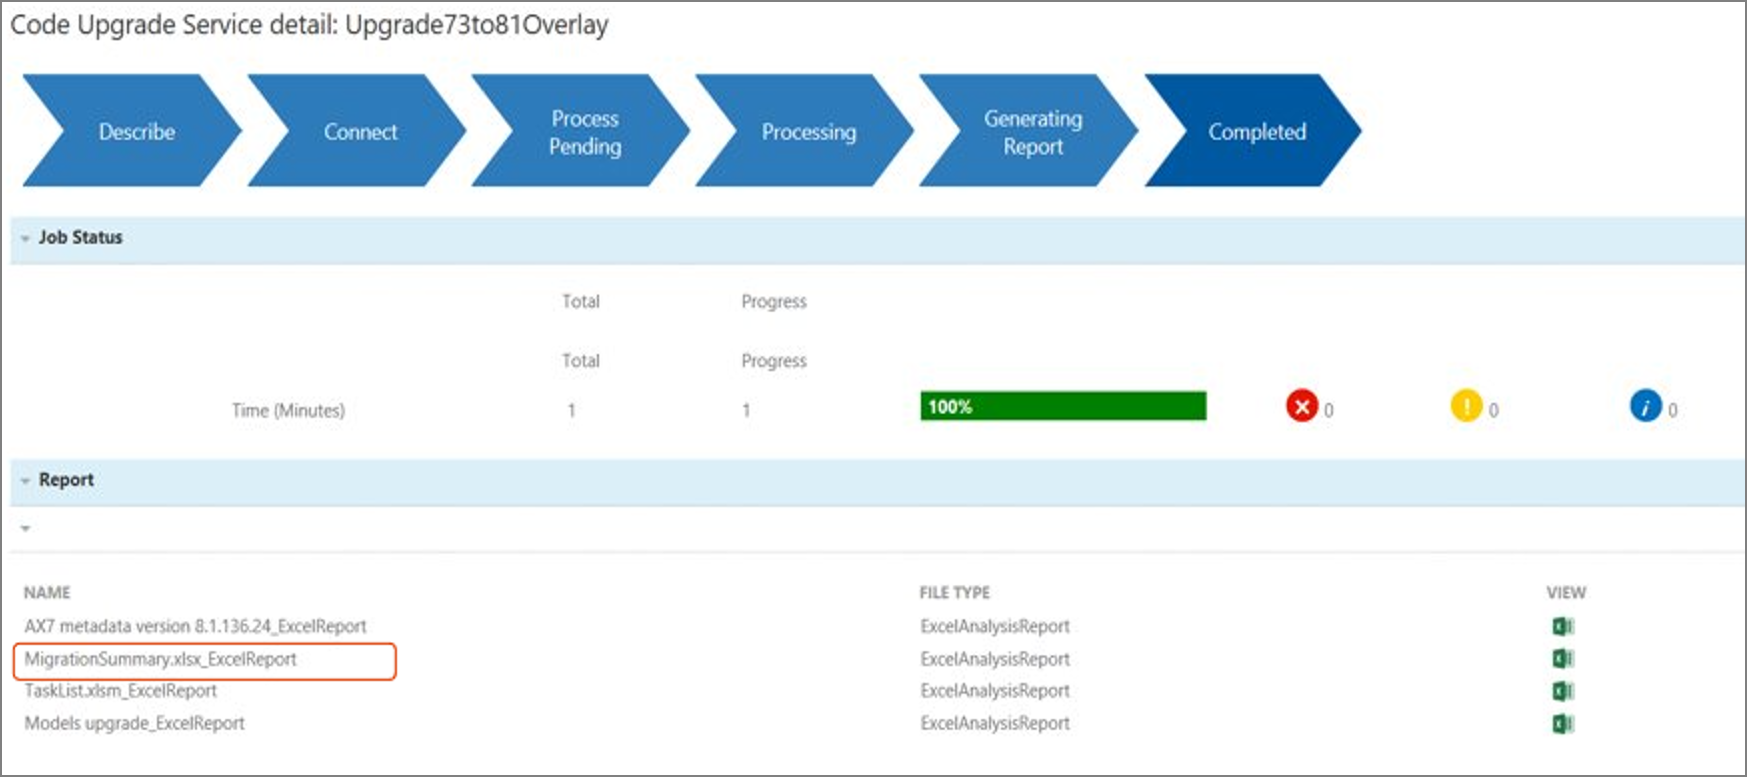 Code Upgrade Service detail: Upgrade73to81Overlay
Describe
Connect
Process
Pending
Processing
Generating
Report
Completed
Job Status
Total Progress
Total Progress
Time (Minutes) 1 1 100% 0 0 0
Report
NAME FILE TYPE VIEW
AX7 metadata version 8.1.136.24_ExcelReport ExcelAnalysisReport
MigrationSummary.xlsx_ExcelReport ExcelAnalysisReport
TaskList.xlsm_ExcelReport ExcelAnalysisReport
Models upgrade_ExcelReport ExcelAnalysisReport